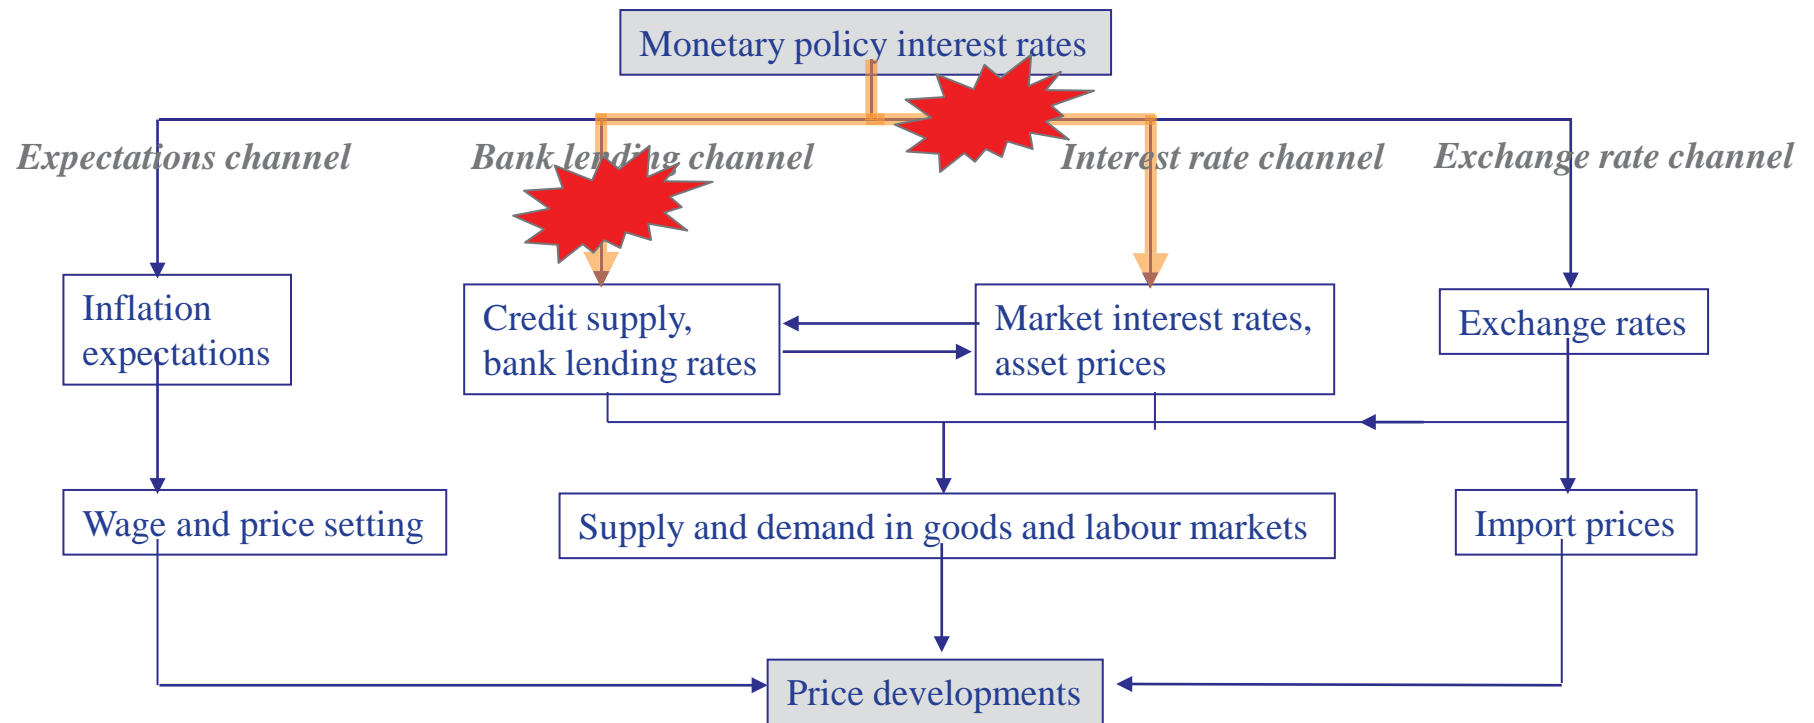 Monetary policy interest rates
Expectations channel
Bank lending channel
Interest rate channel
Exchange rate channel
Inflation
expectations
Credit supply,
bank lending rates
Market interest rates,
asset prices
Exchange rates
Wage and price setting
Supply and demand in goods and labour markets
Import prices
Price developments